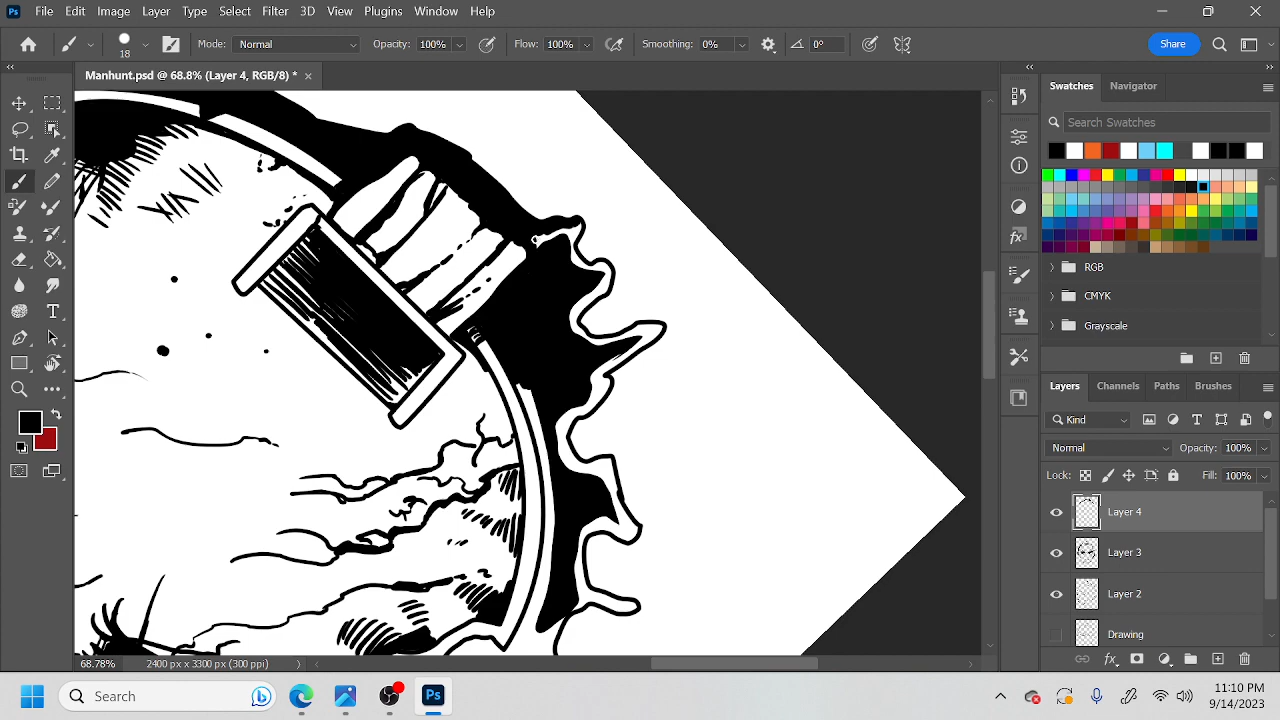 Ps File Edit Image Layer Type Select Filter 3D View Plugins Window Help
18 Mode: Normal Opacity: 100% Flow: 100% Smoothing: 0% 0° Share
Manhunt.psd @ 68.8% (Layer 4, RGB/8) *
Swatches Navigator
Search Swatches
RGB
CMYK
Grayscale
Layers Channels Paths Brushes
Kind
Normal Opacity: 100%
Lock: Fill: 100%
Layer 4
Layer 3
Layer 2
Drawing
68.78% 2400 px x 3300 px (300 ppi)
Search Ps 11:10 PM
9/24/2023